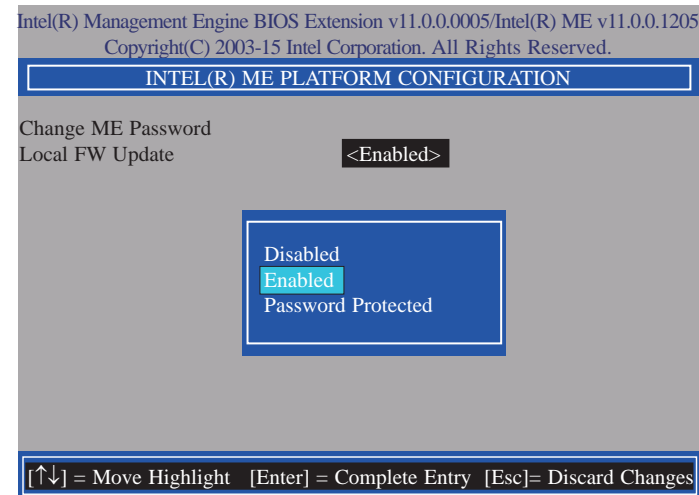 Intel(R) Management Engine BIOS Extension v11.0.0.0005/Intel(R) ME v11.0.0.1205
Copyright(C) 2003-15 Intel Corporation. All Rights Reserved.
INTEL(R) ME PLATFORM CONFIGURATION
Change ME Password
Local FW Update <Enabled>
Disabled
Enabled
Password Protected
[↑↓] = Move Highlight [Enter] = Complete Entry [Esc]= Discard Changes